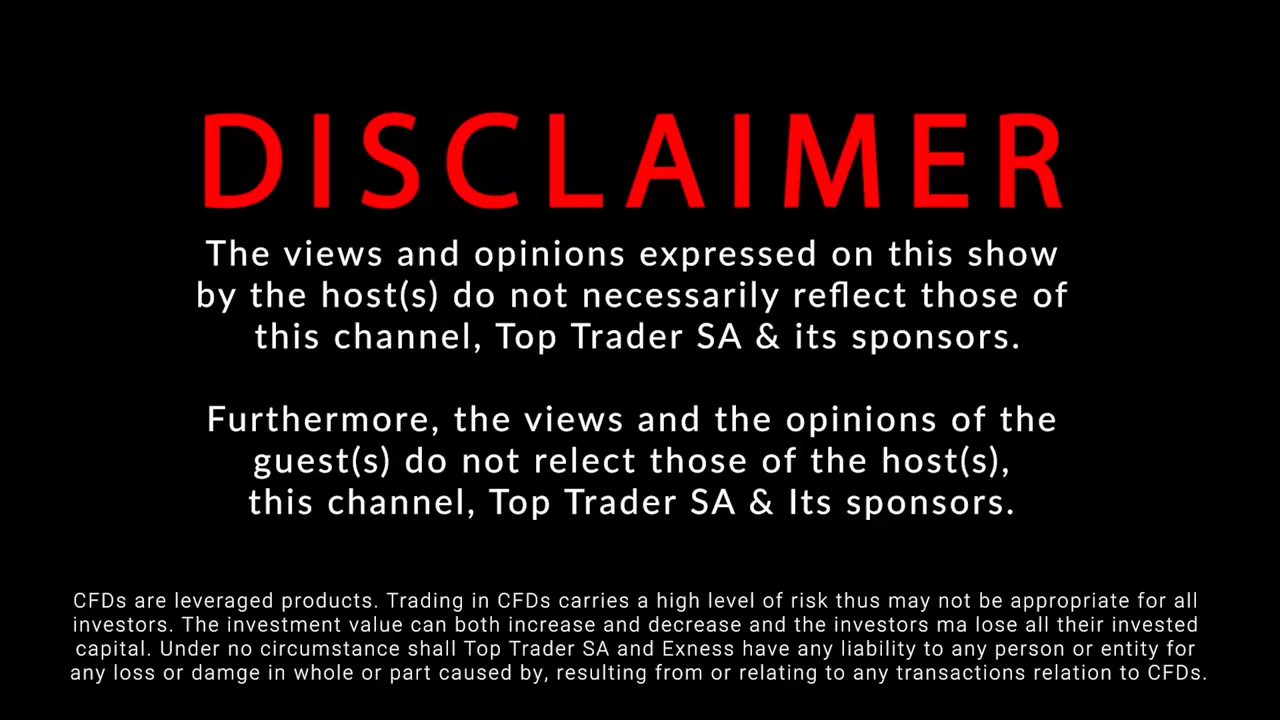 DISCLAIMER
The views and opinions expressed on this show
by the host(s) do not necessarily reflect those of
this channel, Top Trader SA & its sponsors.
Furthermore, the views and the opinions of the
guest(s) do not relect those of the host(s),
this channel, Top Trader SA & Its sponsors.
CFDs are leveraged products. Trading in CFDs carries a high level of risk thus may not be appropriate for all
investors. The investment value can both increase and decrease and the investors ma lose all their invested
capital. Under no circumstance shall Top Trader SA and Exness have any liability to any person or entity for
any loss or damge in whole or part caused by, resulting from or relating to any transactions relation to CFDs.